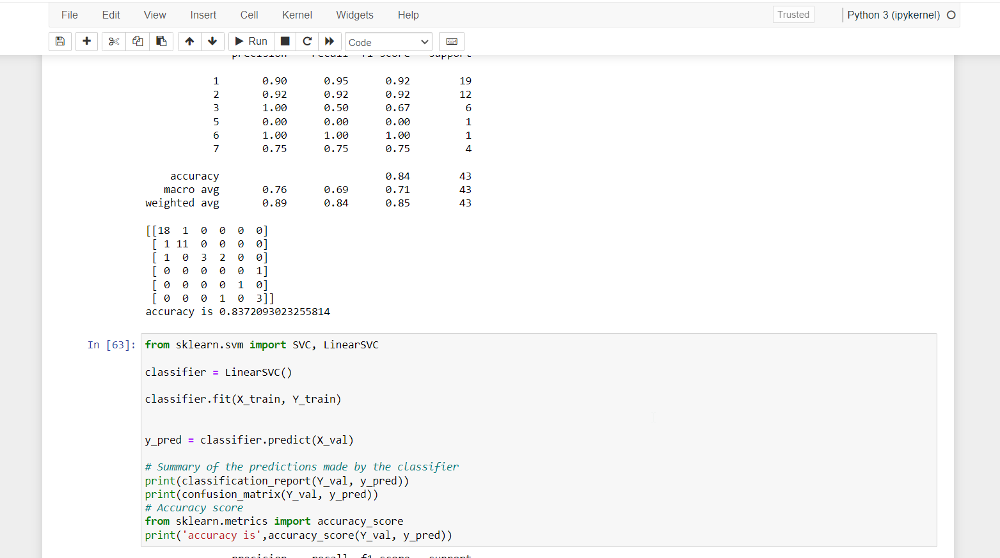 File Edit View Insert Cell Kernel Widgets Help Trusted Python 3 (ipykernel)
Run Code
precision recall f1-score support
1 0.90 0.95 0.92 19
2 0.92 0.92 0.92 12
3 1.00 0.50 0.67 6
5 0.00 0.00 0.00 1
6 1.00 1.00 1.00 1
7 0.75 0.75 0.75 4
accuracy 0.84 43
macro avg 0.76 0.69 0.71 43
weighted avg 0.89 0.84 0.85 43
[[18 1 0 0 0 0]
[ 1 11 0 0 0 0]
[ 1 0 3 2 0 0]
[ 0 0 0 0 0 1]
[ 0 0 0 0 1 0]
[ 0 0 0 1 0 3]]
accuracy is 0.8372093023255814
In [63]: from sklearn.svm import SVC, LinearSVC
classifier = LinearSVC()
classifier.fit(X_train, Y_train)
y_pred = classifier.predict(X_val)
# Summary of the predictions made by the classifier
print(classification_report(Y_val, y_pred))
print(confusion_matrix(Y_val, y_pred))
# Accuracy score
from sklearn.metrics import accuracy_score
print('accuracy is',accuracy_score(Y_val, y_pred))
precision recall f1-score support